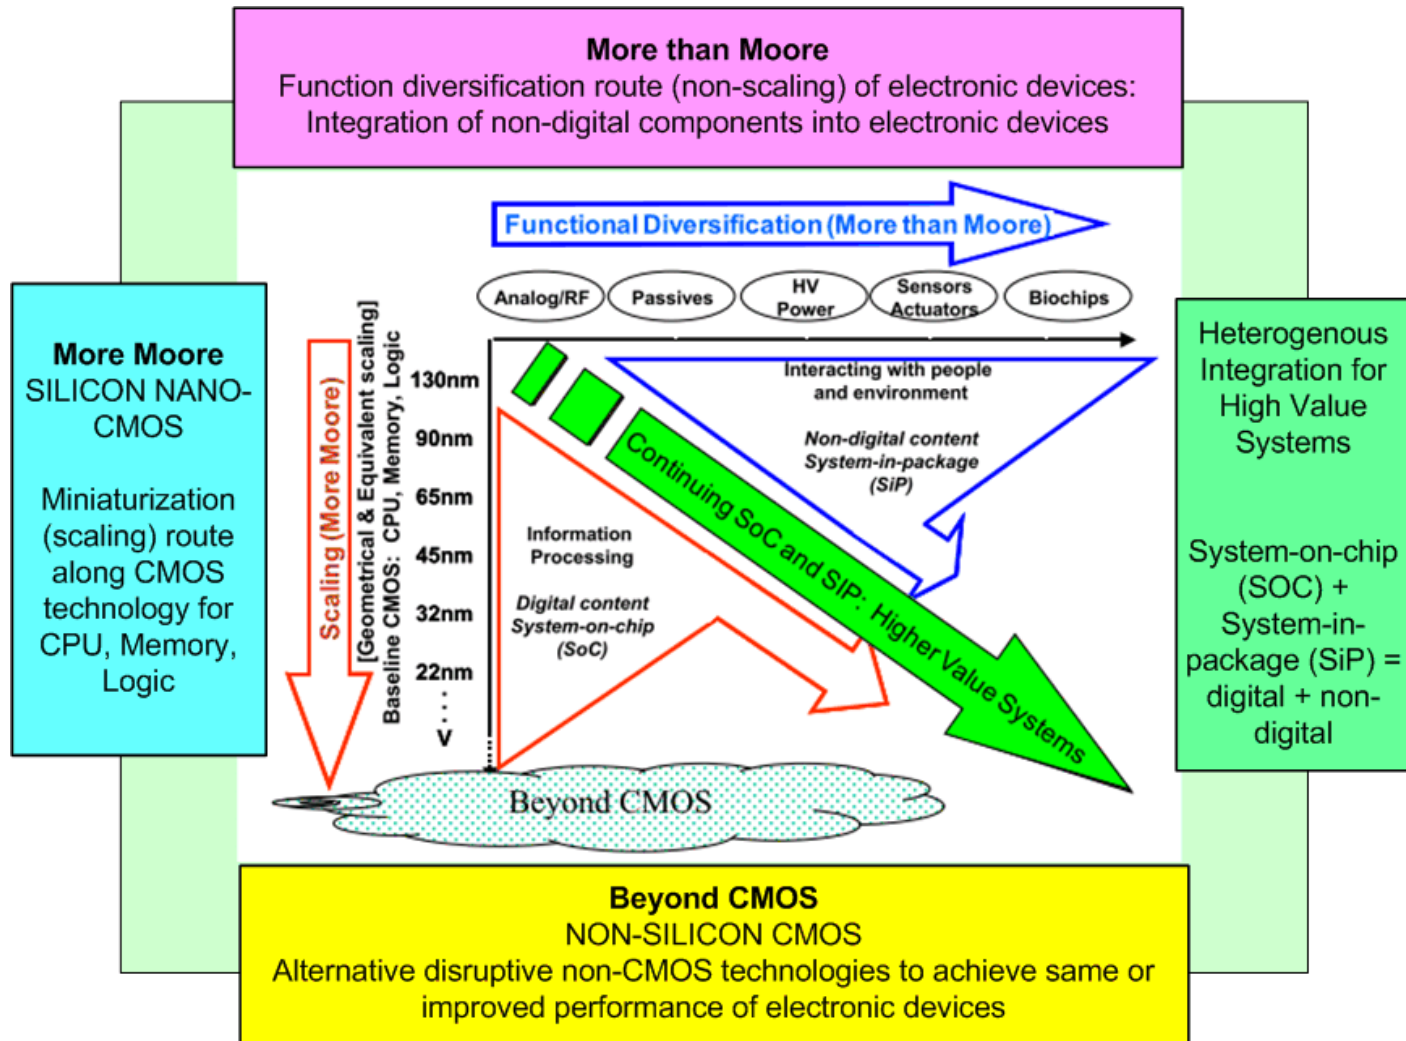 More than Moore
Function diversification route (non-scaling) of electronic devices:
Integration of non-digital components into electronic devices
Functional Diversification (More than Moore)
Analog/RF
Passives
HV
Power
Sensors
Actuators
Biochips
More Moore
SILICON NANO-
CMOS
Miniaturization
(scaling) route
along CMOS
technology for
CPU, Memory,
Logic
Scaling (More Moore)
[Geometrical & Equivalent scaling]
Baseline CMOS: CPU, Memory, Logic
130nm
90nm
65nm
45nm
32nm
22nm
V
Interacting with people
and environment
Non-digital content
System-in-package
(SiP)
Information
Processing
Digital content
System-on-chip
(SoC)
Continuing SoC and SIP: Higher Value Systems
Beyond CMOS
Heterogenous
Integration for
High Value
Systems
System-on-chip
(SOC) +
System-in-
package (SiP) =
digital + non-
digital
Beyond CMOS
NON-SILICON CMOS
Alternative disruptive non-CMOS technologies to achieve same or
improved performance of electronic devices